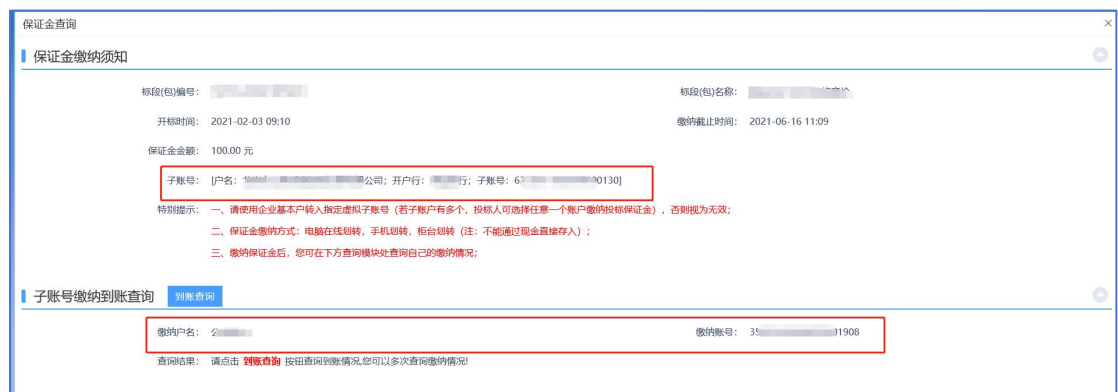 保证金查询 ×
保证金缴纳须知
标段(包)编号： 标段(包)名称：
开标时间： 2021-02-03 09:10 缴纳截止时间： 2021-06-16 11:09
保证金金额： 100.00 元
子账号： [户名： 公司；开户行： 行；子账号：6 00130]
特别提示： 一、请使用企业基本户转入指定虚拟子账号（若子账户有多个，投标人可选择任意一个账户缴纳投标保证金），否则视为无效；
二、保证金缴纳方式：电脑在线划转，手机划转，柜台划转（注：不能通过现金直接存入）；
三、缴纳保证金后，您可在下方查询模块处查询自己的缴纳情况；
子账号缴纳到账查询 到账查询
缴纳户名： 缴纳账号： 35 01908
查询结果： 请点击 到账查询 按钮查询到账情况,您可以多次查询缴纳情况!